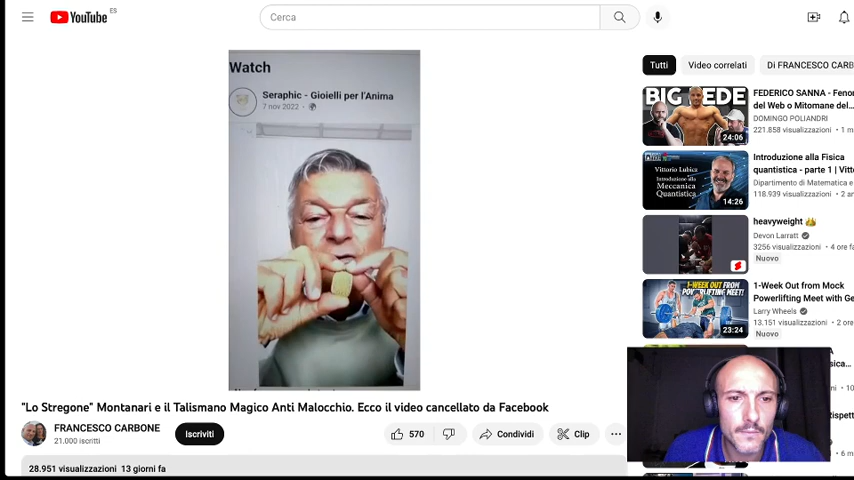 YouTube ES
Cerca
Watch
Seraphic - Gioielli per l'Anima
7 nov 2022
"Lo Stregone" Montanari e il Talismano Magico Anti Malocchio. Ecco il video cancellato da Facebook
FRANCESCO CARBONE
21.000 iscritti
Iscriviti
570
Condividi
Clip
28.951 visualizzazioni 13 giorni fa
Tutti
Video correlati
Di FRANCESCO CARB
BIG EDE
24:06
FEDERICO SANNA - Feno
del Web o Mitomane del...
DOMINGO POLIANDRI
221.858 visualizzazioni • 1 m
Vittorio Lubicz
Introduzione alla
Meccanica
Quantistica
14:26
Introduzione alla Fisica
quantistica - parte 1 | Vitto
Dipartimento di Matematica e
118.939 visualizzazioni • 2 an
heavyweight
Devon Larratt
3256 visualizzazioni • 4 ore f
Nuovo
1-WEEK OUT FROM
POWERLIFTING MEET!
23:24
1-Week Out from Mock
Powerlifting Meet with Ge
Larry Wheels
13.151 visualizzazioni • 2 ore
Nuovo